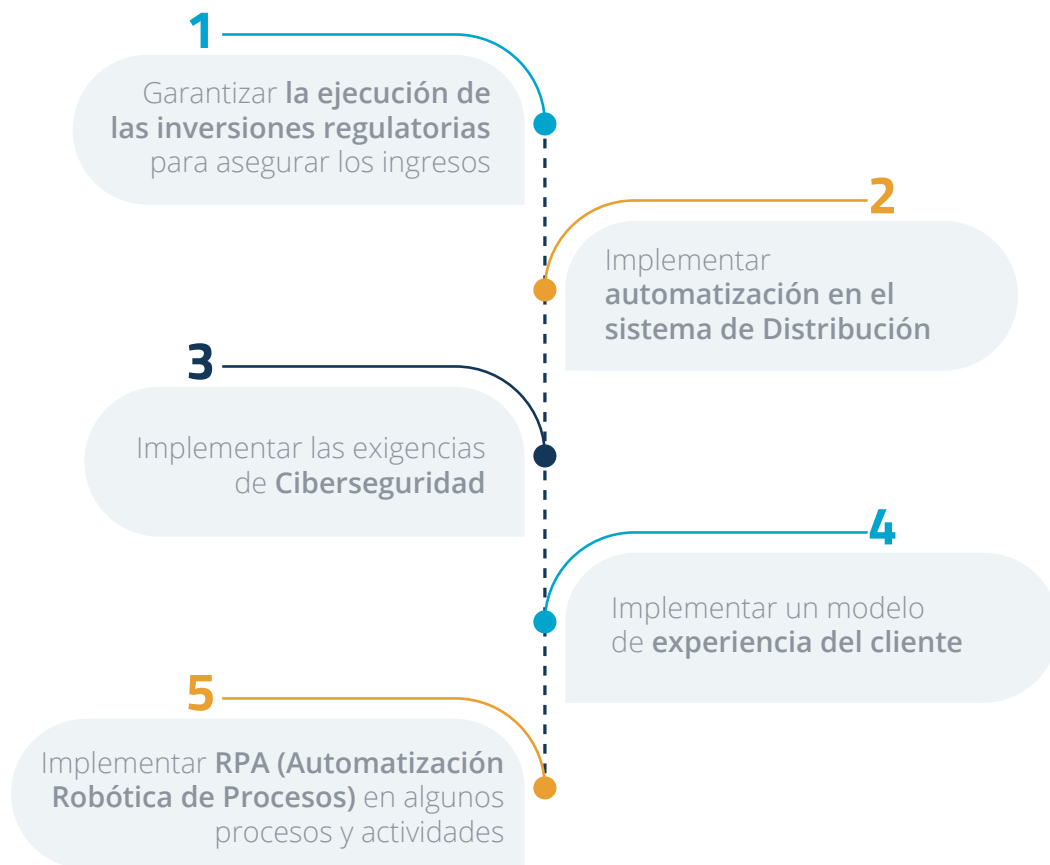 1
Garantizar la ejecución de
las inversiones regulatorias
para asegurar los ingresos
2
Implementar
automatización en el
sistema de Distribución
3
Implementar las exigencias
de Ciberseguridad
4
Implementar un modelo
de experiencia del cliente
5
Implementar RPA (Automatización
Robótica de Procesos) en algunos
procesos y actividades